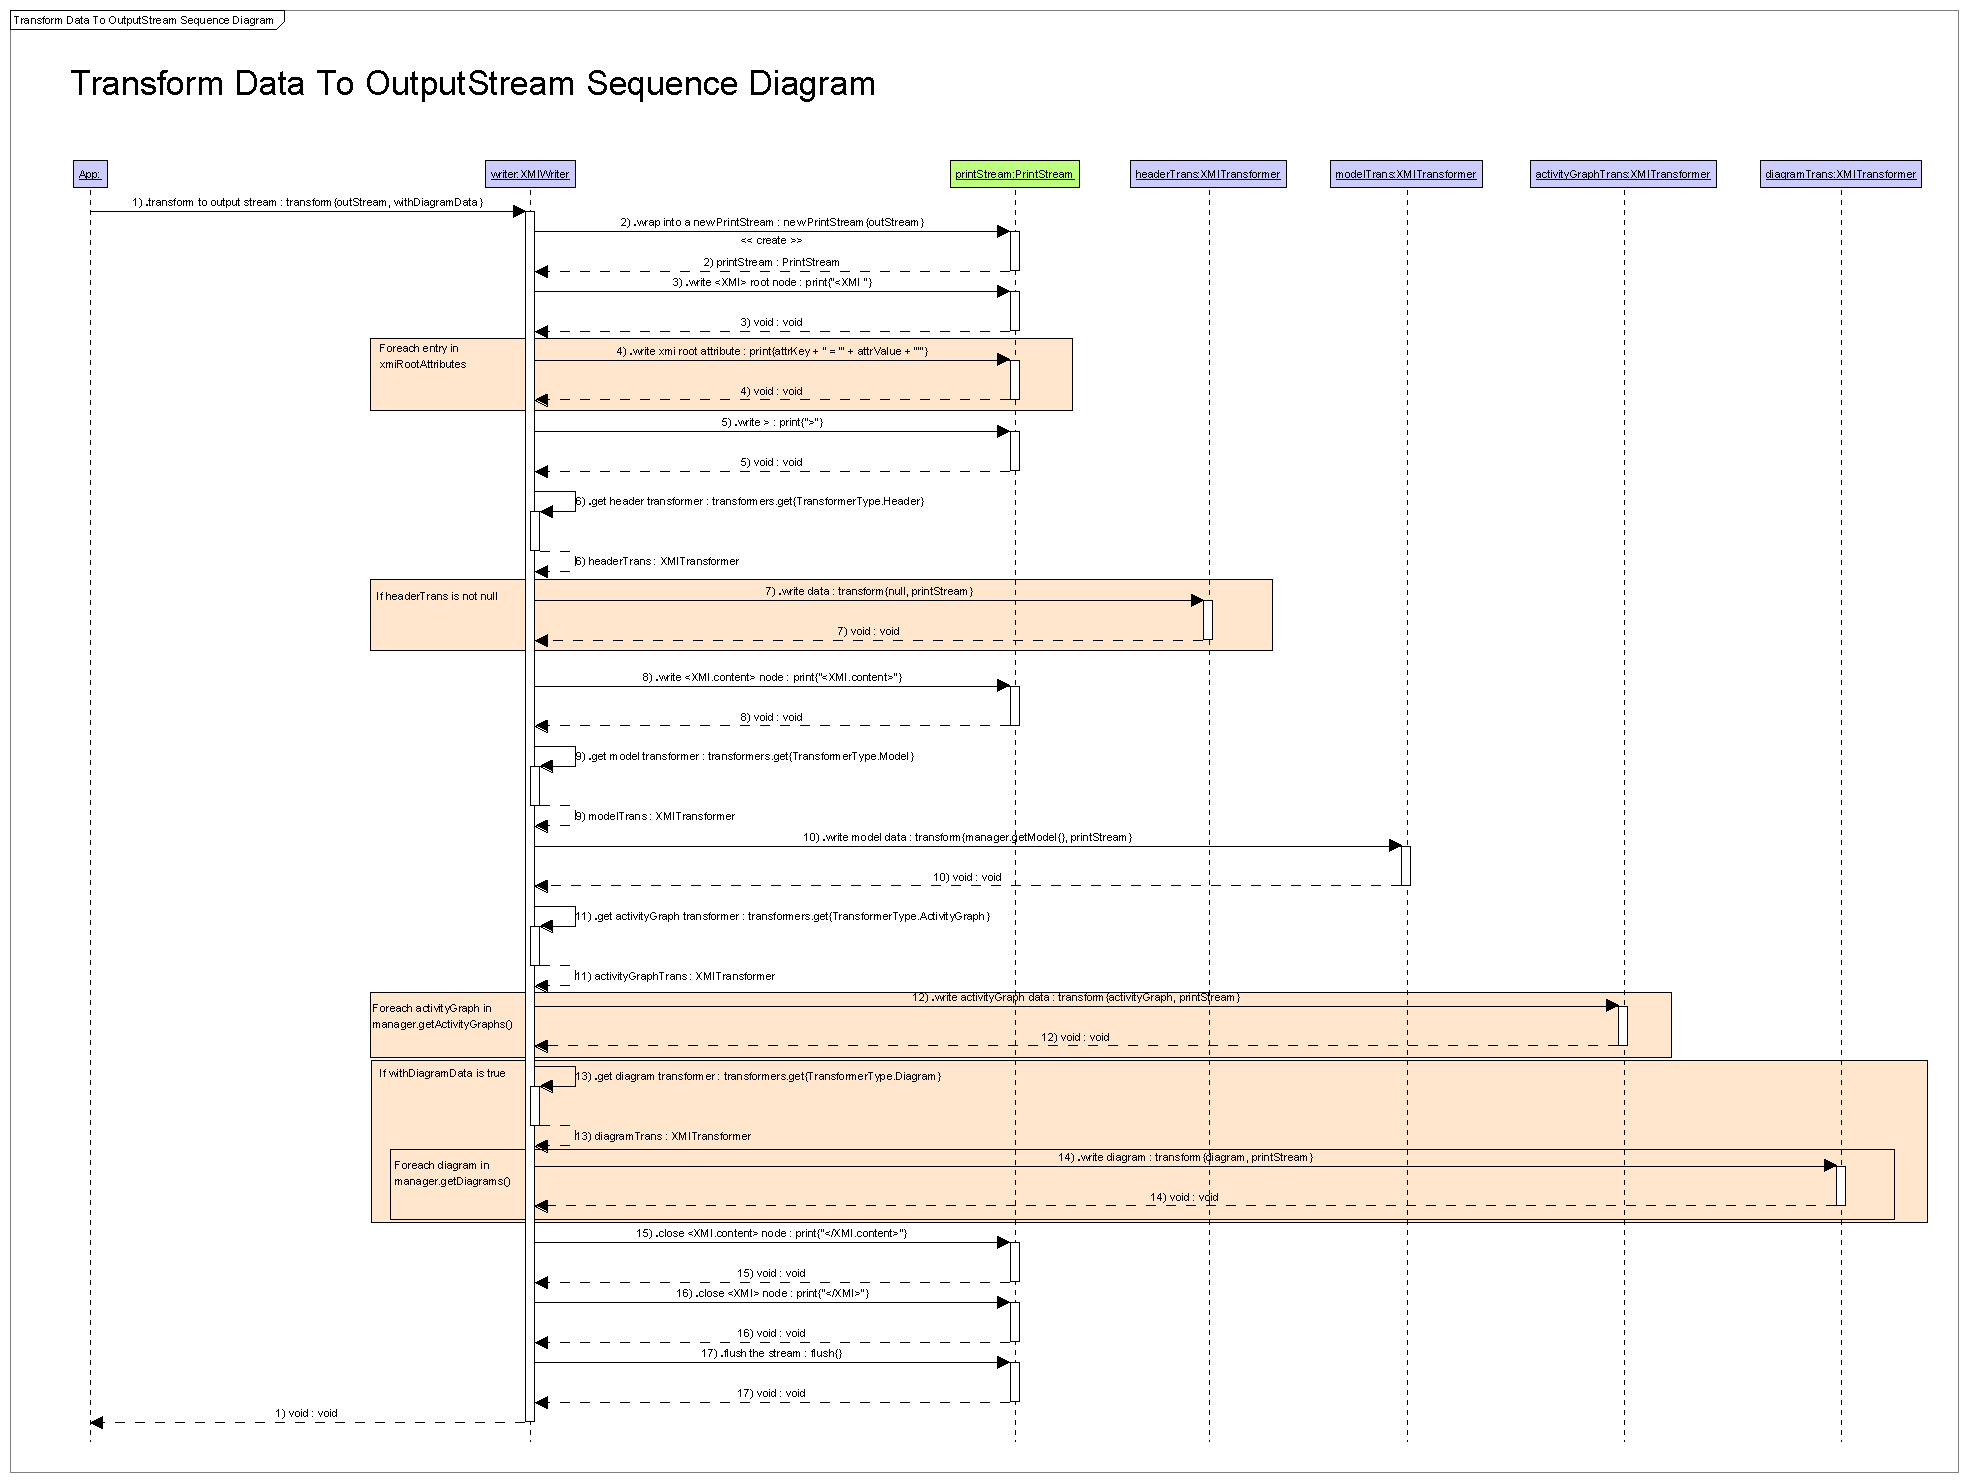 Transform Data To OutputStream Sequence Diagram
Transform Data To OutputStream Sequence Diagram
App:
writer:XMIWriter
printStream:PrintStream
headerTrans:XMITransformer
modelTrans:XMITransformer
activityGraphTrans:XMITransformer
diagramTrans:XMITransformer
1) .transform to output stream : transform{outStream, withDiagramData}
2) .wrap into a new PrintStream : new PrintStream{outStream}
<< create >>
2) printStream : PrintStream
3) .write <XMI> root node : print{"<XMI "}
3) void : void
Foreach entry in
xmiRootAttributes
4) .write xmi root attribute : print{attrKey + " = '" + attrValue + "'"}
4) void : void
5) .write > : print{">"}
5) void : void
6) .get header transformer : transformers.get{TransformerType.Header}
6) headerTrans : XMITransformer
If headerTrans is not null
7) .write data : transform{null, printStream}
7) void : void
8) .write <XMI.content> node : print{"<XMI.content>"}
8) void : void
9) .get model transformer : transformers.get{TransformerType.Model}
9) modelTrans : XMITransformer
10) .write model data : transform{manager.getModel{}, printStream}
10) void : void
11) .get activityGraph transformer : transformers.get{TransformerType.ActivityGraph}
11) activityGraphTrans : XMITransformer
Foreach activityGraph in
manager.getActivityGraphs()
12) .write activityGraph data : transform{activityGraph, printStream}
12) void : void
If withDiagramData is true
13) .get diagram transformer : transformers.get{TransformerType.Diagram}
13) diagramTrans : XMITransformer
Foreach diagram in
manager.getDiagrams()
14) .write diagram : transform{diagram, printStream}
14) void : void
15) .close <XMI.content> node : print{"</XMI.content>"}
15) void : void
16) .close <XMI> node : print{"</XMI>"}
16) void : void
17) .flush the stream : flush{}
17) void : void
1) void : void